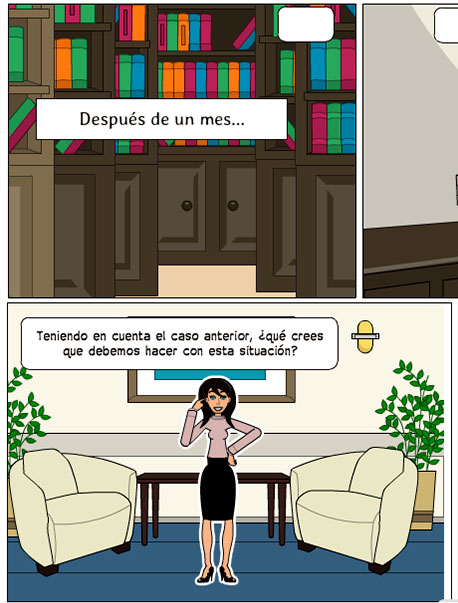 Después de un mes...
Teniendo en cuenta el caso anterior, ¿qué crees
que debemos hacer con esta situación?